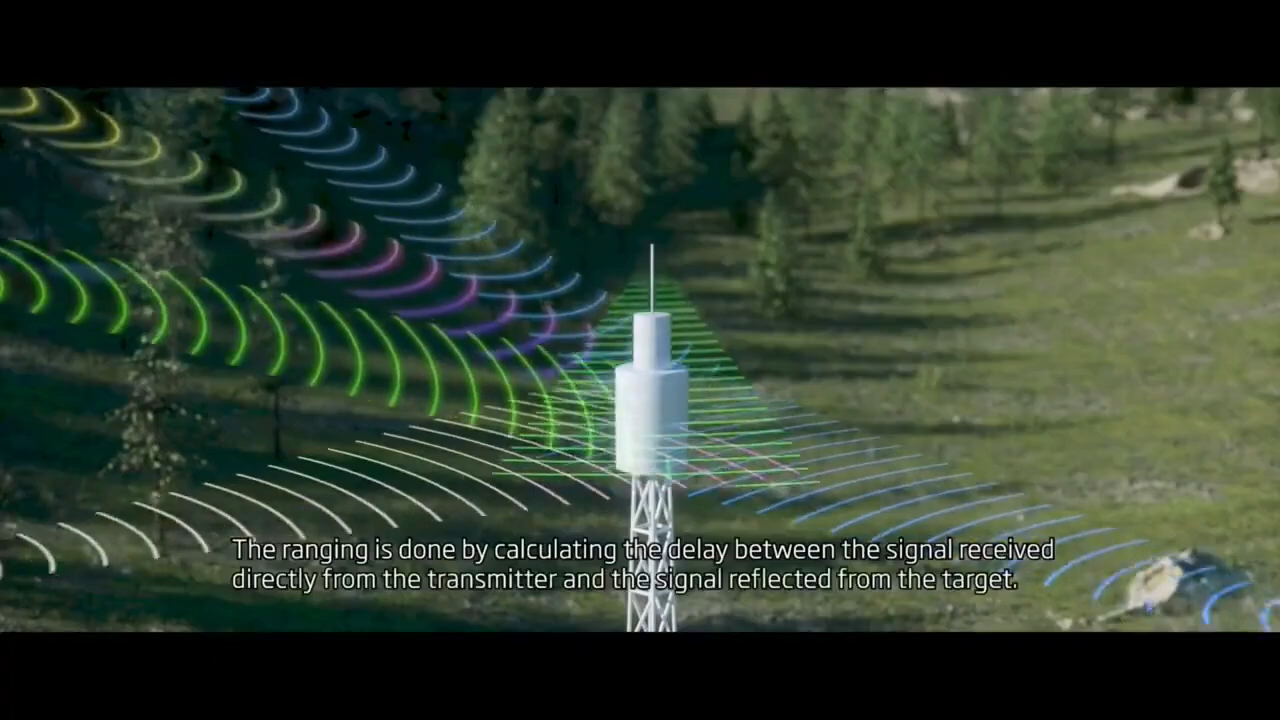 The ranging is done by calculating the delay between the signal received
directly from the transmitter and the signal reflected from the target.